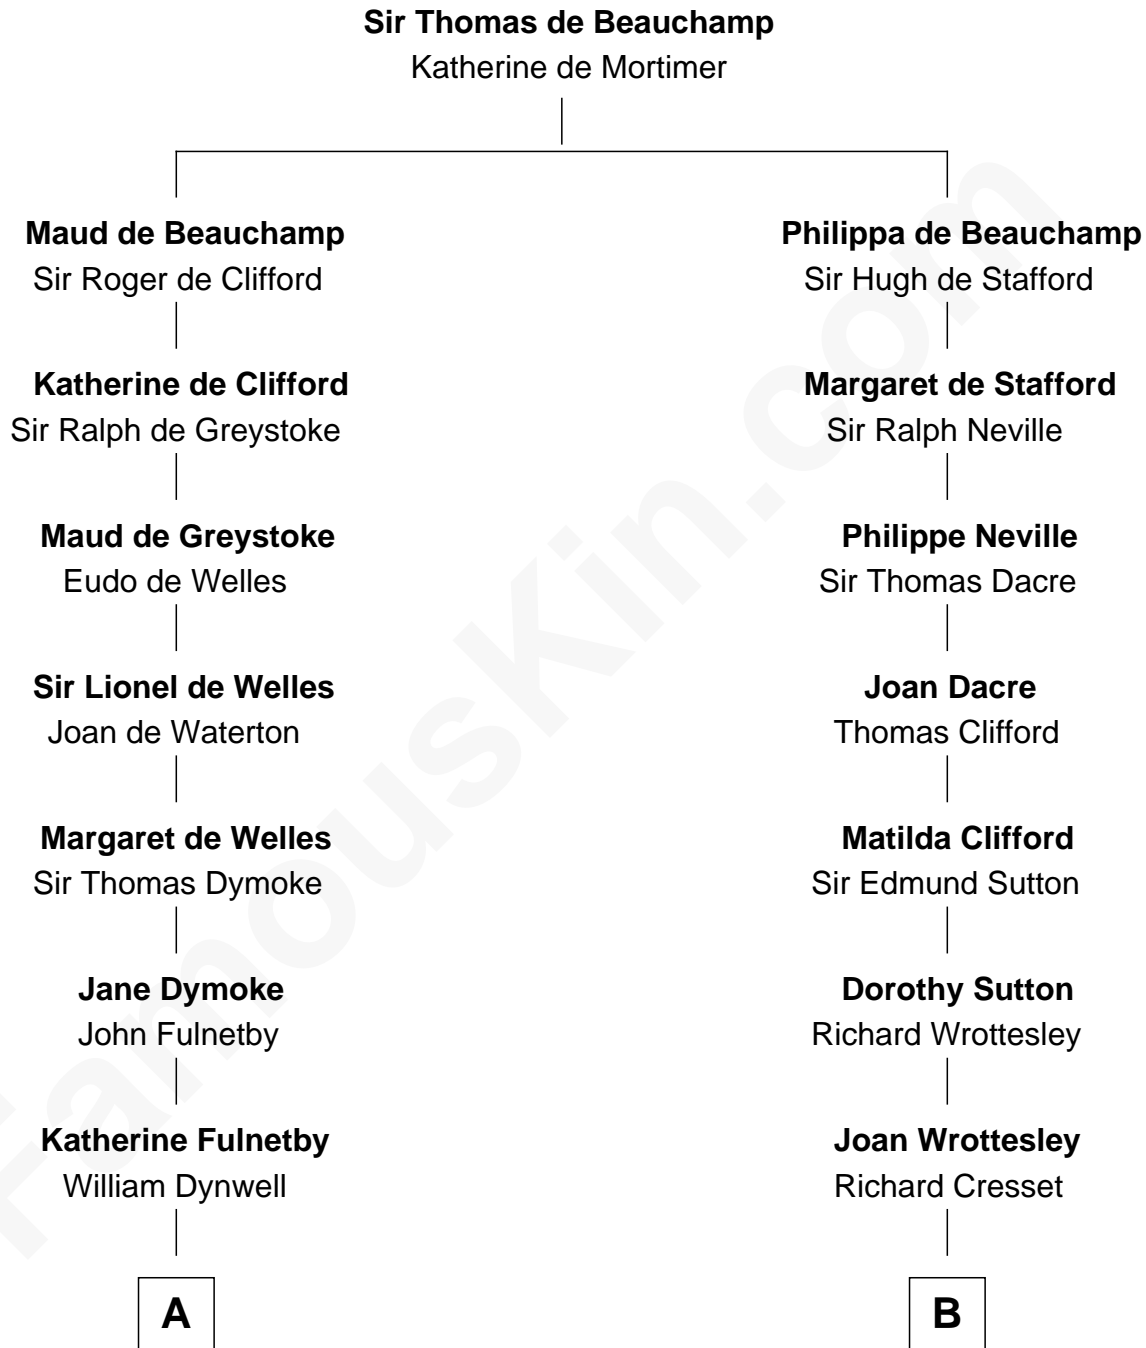 Sir Thomas de Beauchamp
Katherine de Mortimer
Maud de Beauchamp
Sir Roger de Clifford
Philippa de Beauchamp
Sir Hugh de Stafford
Katherine de Clifford
Sir Ralph de Greystoke
Margaret de Stafford
Sir Ralph Neville
Maud de Greystoke
Eudo de Welles
Philippe Neville
Sir Thomas Dacre
Sir Lionel de Welles
Joan de Waterton
Joan Dacre
Thomas Clifford
Margaret de Welles
Sir Thomas Dymoke
Matilda Clifford
Sir Edmund Sutton
Jane Dymoke
John Fulnetby
Dorothy Sutton
Richard Wrottesley
Katherine Fulnetby
William Dynwell
Joan Wrottesley
Richard Cresset
A
B
FamousKin.com